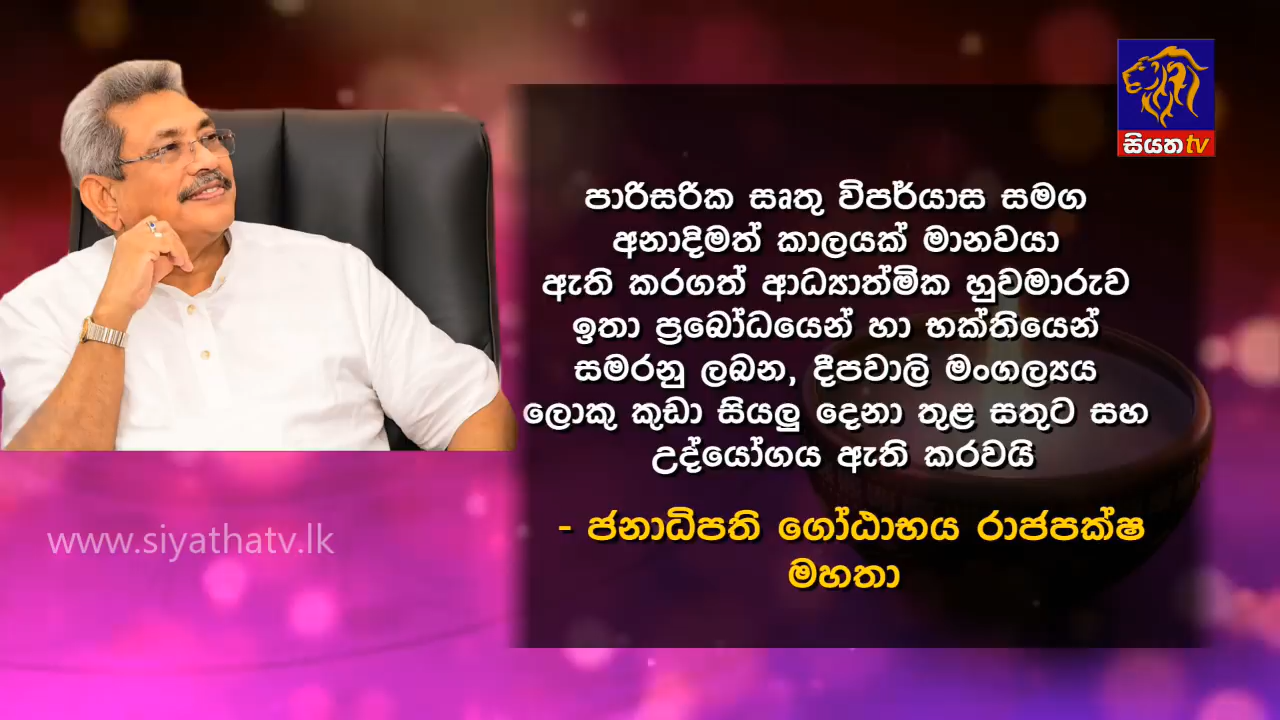 සියත tv
පාරිසරික සෘතු විපර්යාස සමග
අනාදිමත් කාලයක් මානවයා
ඇති කරගත් ආධ්‍යාත්මික හුවමාරුව
ඉතා ප්‍රබෝධයෙන් හා භක්තියෙන්
සමරනු ලබන, දීපවාලි මංගල්‍යය
ලොකු කුඩා සියලු දෙනා තුළ සතුට සහ
උද්යෝගය ඇති කරවයි
- ජනාධිපති ගෝඨාභය රාජපක්ෂ
මහතා
www.siyathatv.lk